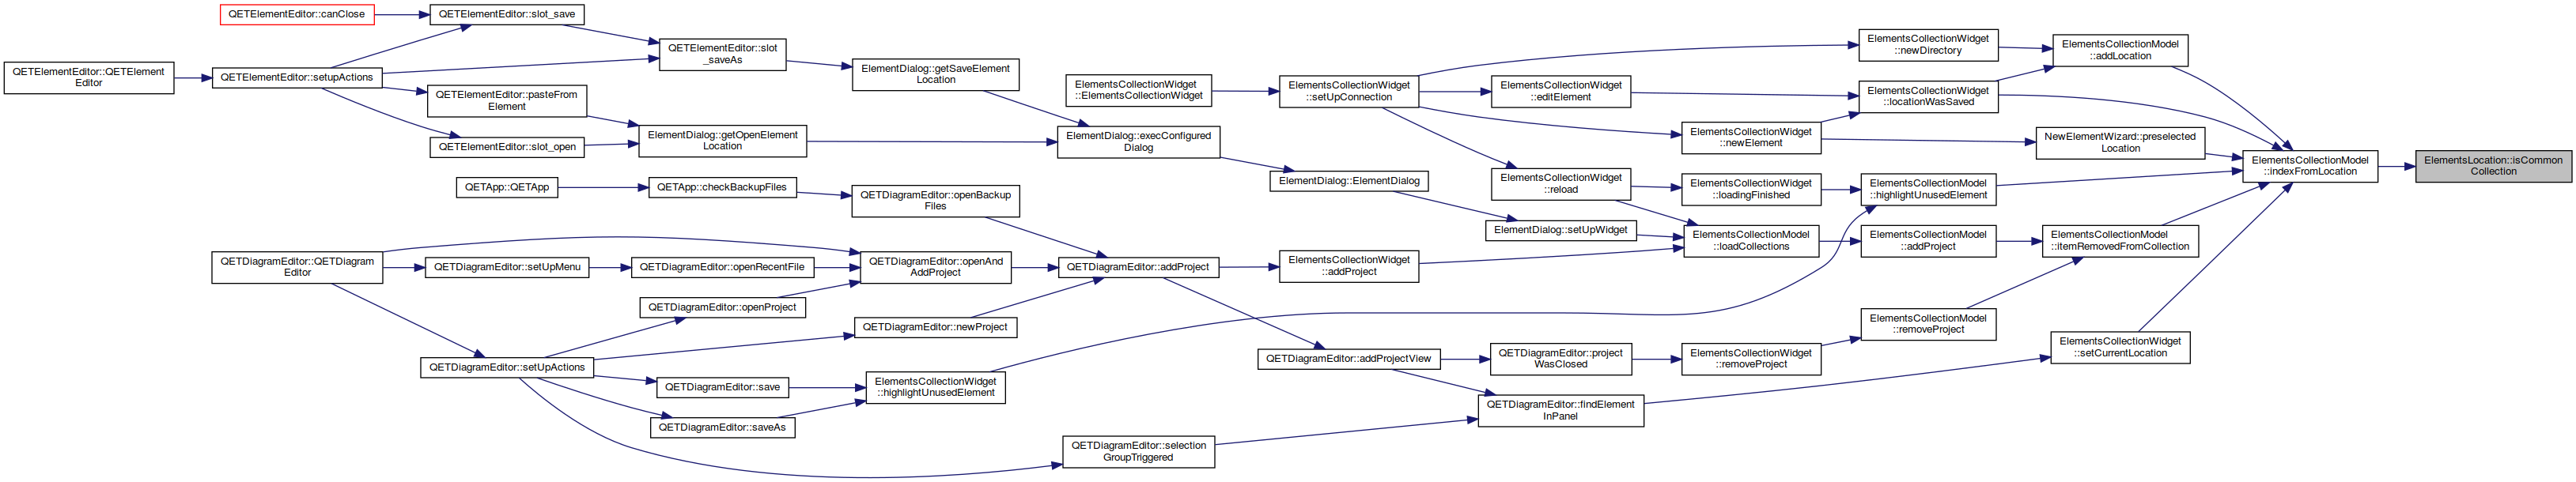 QETElementEditor::QETElement
Editor
QETElementEditor::canClose
QETElementEditor::setupActions
QETElementEditor::slot_save
QETElementEditor::pasteFrom
Element
QETElementEditor::slot_open
QETElementEditor::slot
_saveAs
ElementDialog::getOpenElement
Location
ElementDialog::getSaveElement
Location
ElementDialog::execConfigured
Dialog
ElementDialog::ElementDialog
ElementDialog::setUpWidget
QETApp::QETApp
QETApp::checkBackupFiles
QETDiagramEditor::openBackup
Files
QETDiagramEditor::QETDiagram
Editor
QETDiagramEditor::setUpMenu
QETDiagramEditor::openRecentFile
QETDiagramEditor::openAnd
AddProject
QETDiagramEditor::openProject
QETDiagramEditor::newProject
QETDiagramEditor::setUpActions
QETDiagramEditor::save
QETDiagramEditor::saveAs
ElementsCollectionWidget
::highlightUnusedElement
QETDiagramEditor::addProject
QETDiagramEditor::selection
GroupTriggered
ElementsCollectionWidget
::ElementsCollectionWidget
ElementsCollectionWidget
::setUpConnection
ElementsCollectionWidget
::addProject
QETDiagramEditor::addProjectView
ElementsCollectionWidget
::editElement
ElementsCollectionWidget
::reload
QETDiagramEditor::project
WasClosed
QETDiagramEditor::findElement
InPanel
ElementsCollectionWidget
::newElement
ElementsCollectionWidget
::loadingFinished
ElementsCollectionModel
::loadCollections
ElementsCollectionWidget
::removeProject
ElementsCollectionWidget
::newDirectory
ElementsCollectionWidget
::locationWasSaved
ElementsCollectionModel
::highlightUnusedElement
ElementsCollectionModel
::addProject
ElementsCollectionModel
::removeProject
ElementsCollectionModel
::addLocation
NewElementWizard::preselected
Location
ElementsCollectionModel
::itemRemovedFromCollection
ElementsCollectionWidget
::setCurrentLocation
ElementsCollectionModel
::indexFromLocation
ElementsLocation::isCommon
Collection